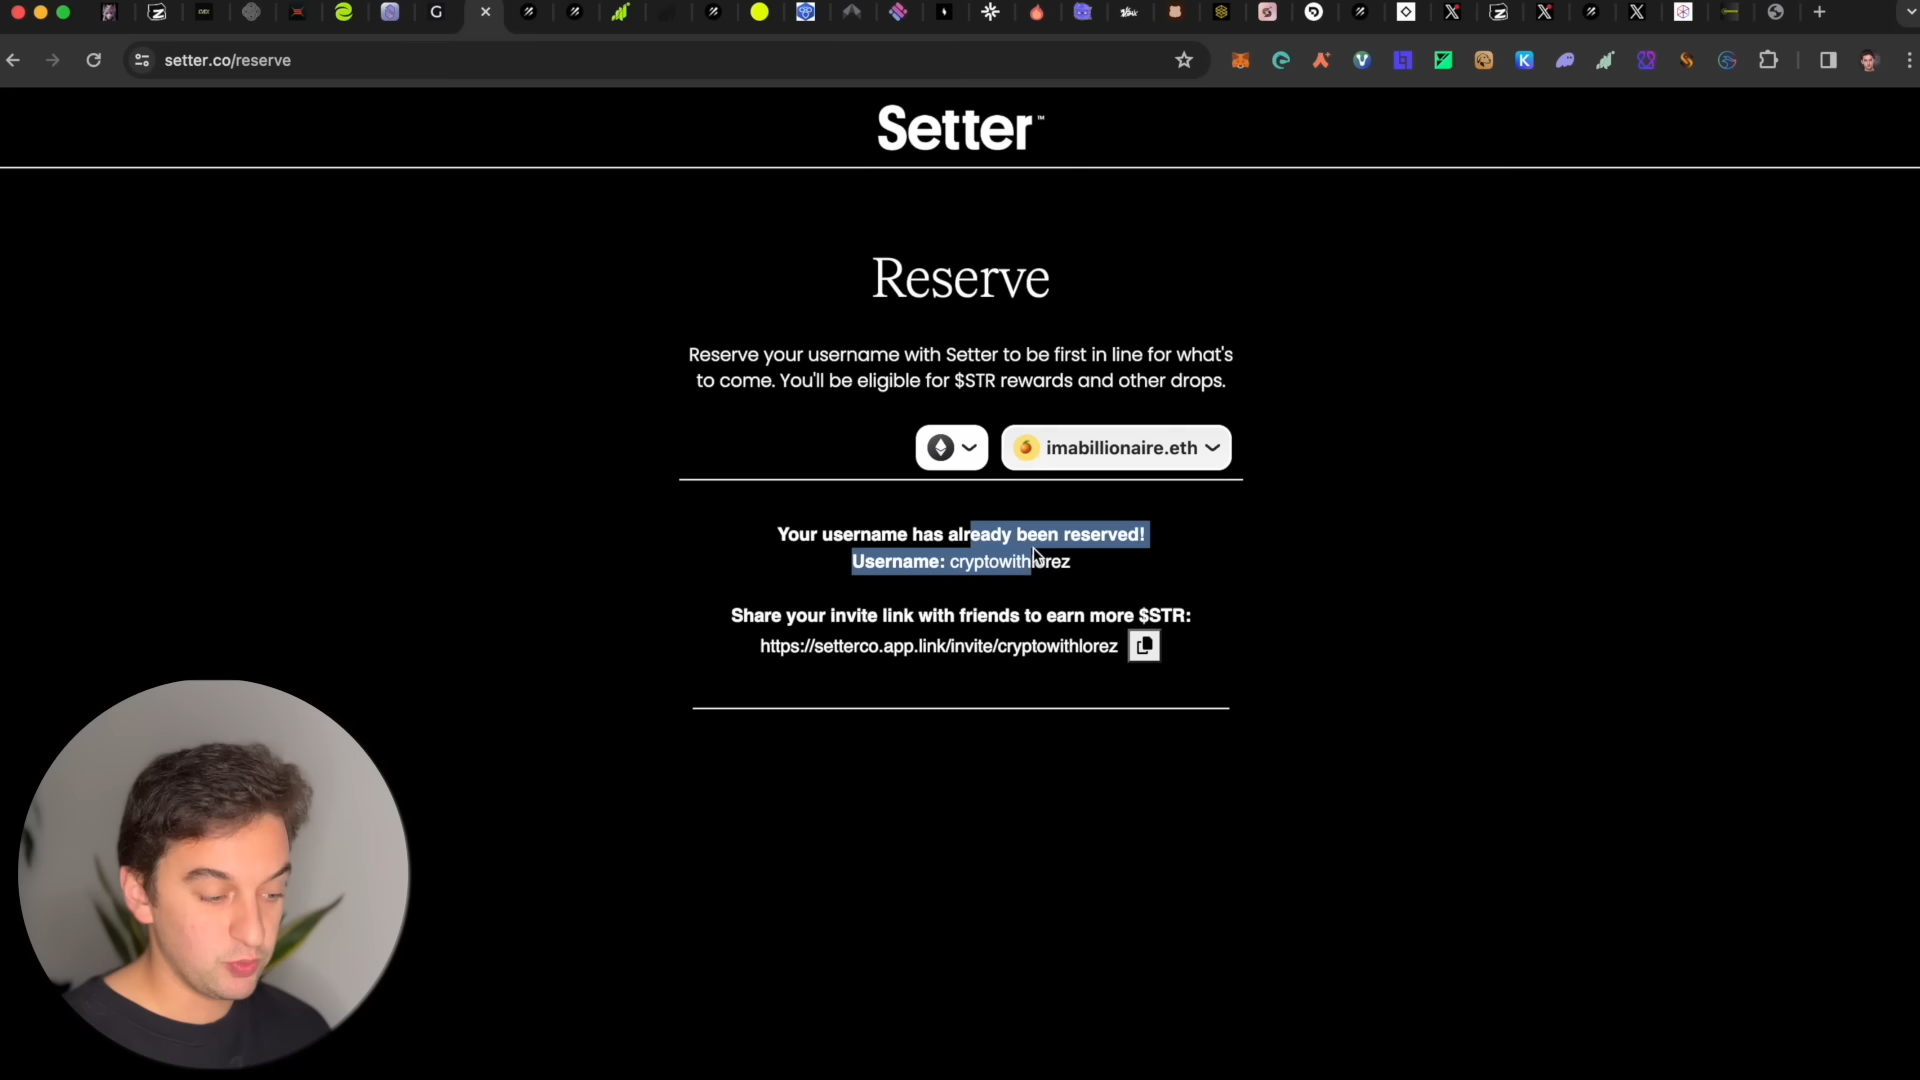 setter.co/reserve
Setter™
Reserve
Reserve your username with Setter to be first in line for what's
to come. You'll be eligible for $STR rewards and other drops.
imabillionaire.eth
Your username has already been reserved!
Username: cryptowithlorez
Share your invite link with friends to earn more $STR:
https://setterco.app.link/invite/cryptowithlorez